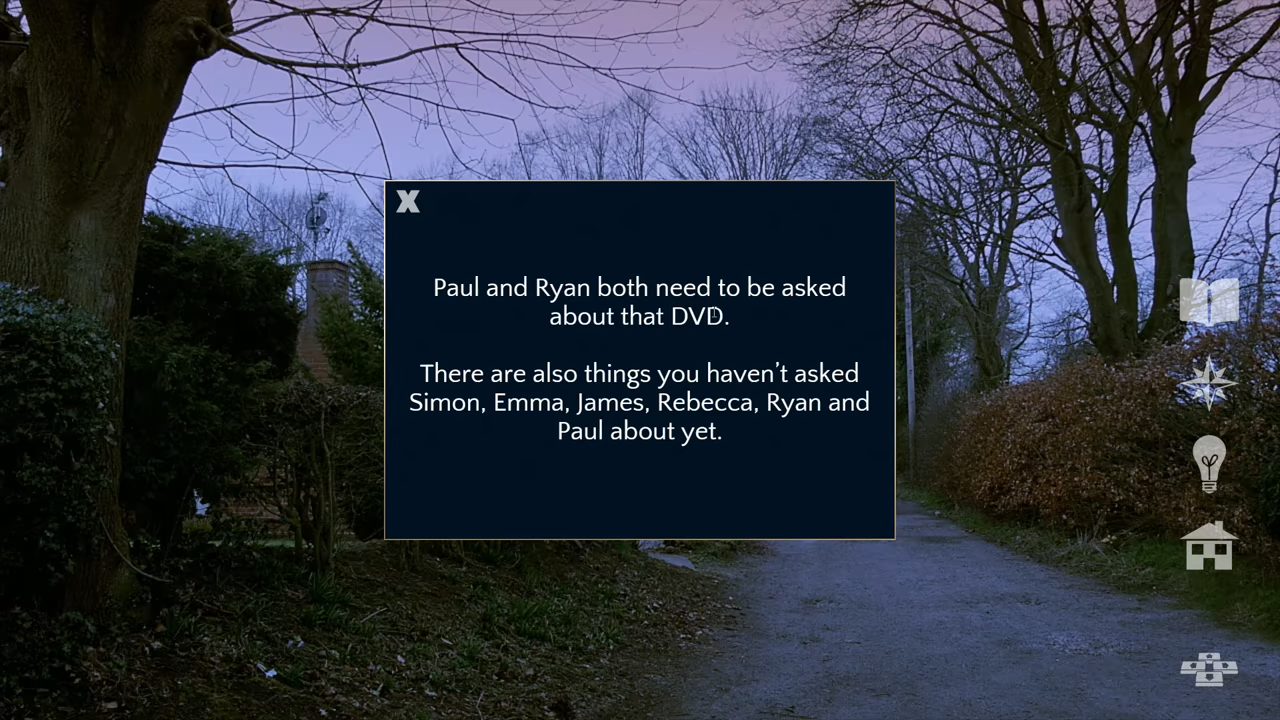 X
Paul and Ryan both need to be asked
about that DVD.
There are also things you haven't asked
Simon, Emma, James, Rebecca, Ryan and
Paul about yet.